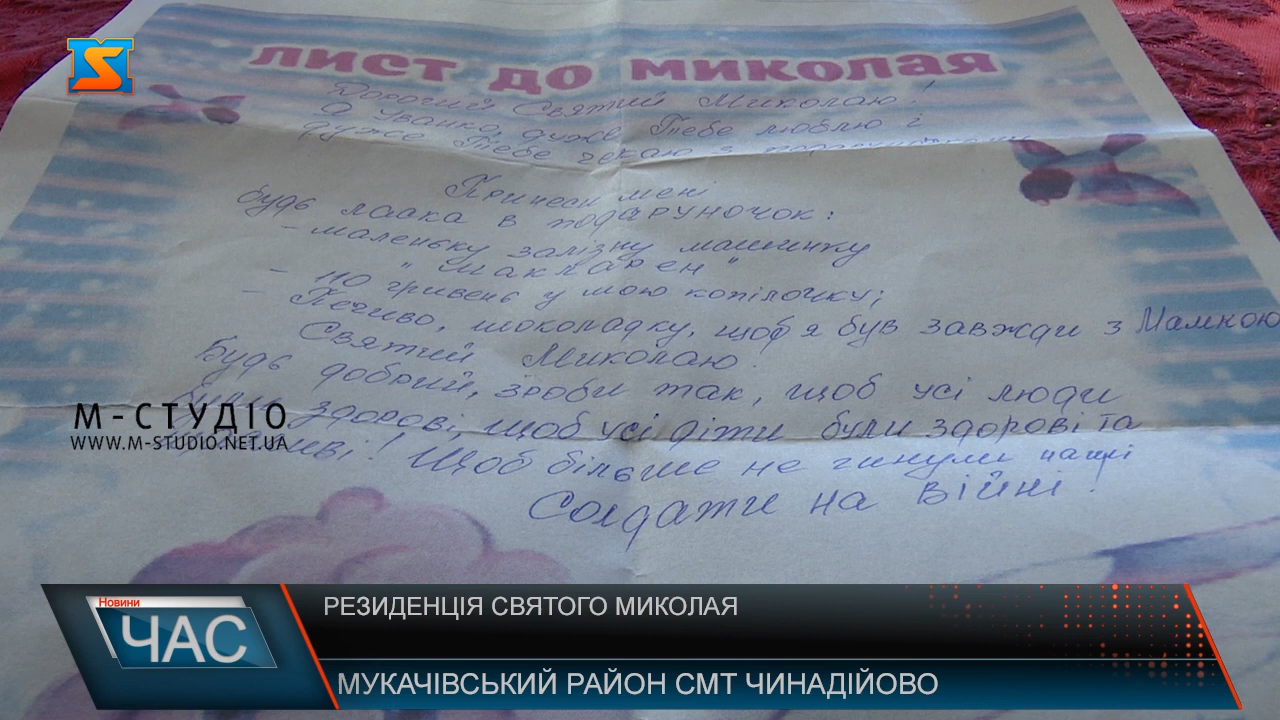 ЛИСТ ДО МИКОЛАЯ
Дорогий Святий Миколаю!
Я Іванко, дуже Тебе люблю і
дуже Тебе чекаю з
Принеси мені
будь ласка в подаруночок:
- маленьку залізну машинку
"Макларен"
- 110 гривень у мою копілочку;
- Печиво, шоколадку, щоб я був завжди з Мамкою
Святий Миколаю
Будь добрий, зроби так, щоб усі люди
були здорові, щоб усі діти були здорові та
! Щоб більше не гинули наші
Солдати на війні!
М-СТУДІО
WWW.M-STUDIO.NET.UA
Новини
ЧАС
РЕЗИДЕНЦІЯ СВЯТОГО МИКОЛАЯ
МУКАЧІВСЬКИЙ РАЙОН СМТ ЧИНАДІЙОВО